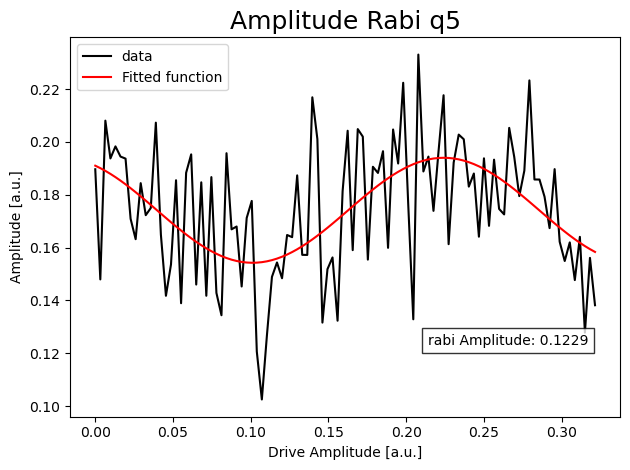 Amplitude Rabi q5
data
Fitted function
0.22
0.20
0.18
0.16
0.14
0.12
0.10
Amplitude [a.u.]
rabi Amplitude: 0.1229
0.00 0.05 0.10 0.15 0.20 0.25 0.30
Drive Amplitude [a.u.]